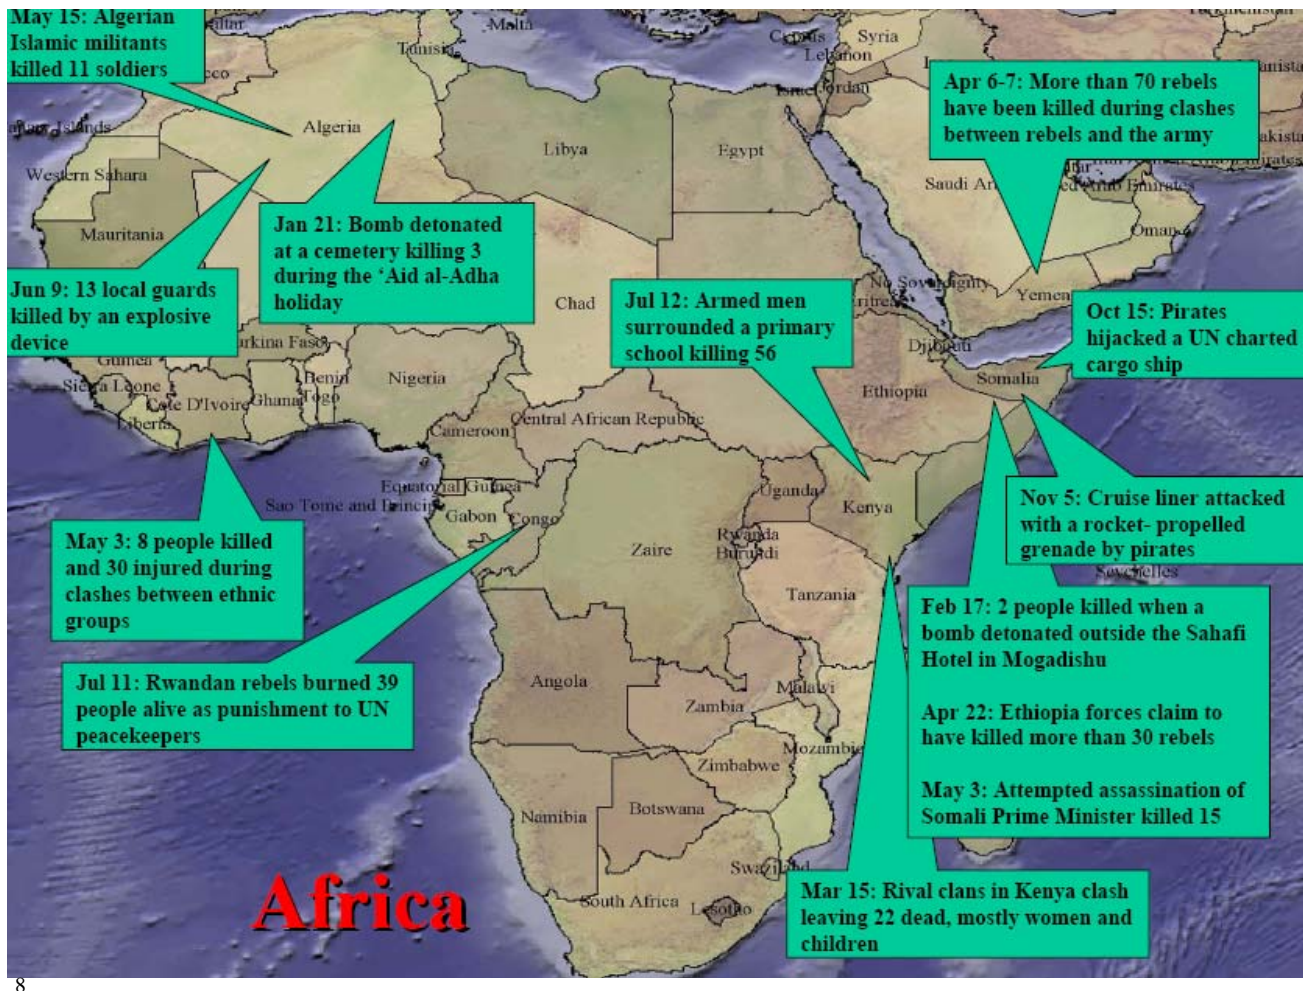 May 15: Algerian
Islamic militants
killed 11 soldiers
Malta
Tunisia
Cyprus
Syria
Lebanon
Israel
Jordan
Apr 6-7: More than 70 rebels
have been killed during clashes
between rebels and the army
Algeria
Libya
Egypt
Western Sahara
Mauritania
Oman
Jan 21: Bomb detonated
at a cemetery killing 3
during the ‘Aid al-Adha
holiday
Jun 9: 13 local guards
killed by an explosive
device
Chad
Jul 12: Armed men
surrounded a primary
school killing 56
No Sovereignty
Yemen
Oct 15: Pirates
hijacked a UN charted
cargo ship
Djibouti
Guinea
Sierra Leone
Liberia
Cote D'Ivoire
Ghana
Benin
Togo
Nigeria
Ethiopia
Somalia
Cameroon
Central African Republic
Equatorial Guinea
Sao Tome and Principe
Gabon
Congo
Zaire
Uganda
Kenya
Rwanda
Burundi
Nov 5: Cruise liner attacked
with a rocket- propelled
grenade by pirates
Seychelles
May 3: 8 people killed
and 30 injured during
clashes between ethnic
groups
Tanzania
Feb 17: 2 people killed when a
bomb detonated outside the Sahafi
Hotel in Mogadishu
Apr 22: Ethiopia forces claim to
have killed more than 30 rebels
May 3: Attempted assassination of
Somali Prime Minister killed 15
Jul 11: Rwandan rebels burned 39
people alive as punishment to UN
peacekeepers
Angola
Zambia
Malawi
Mozambi
Zimbabwe
Namibia
Botswana
Swaziland
South Africa
Lesotho
Africa
Mar 15: Rival clans in Kenya clash
leaving 22 dead, mostly women and
children
8